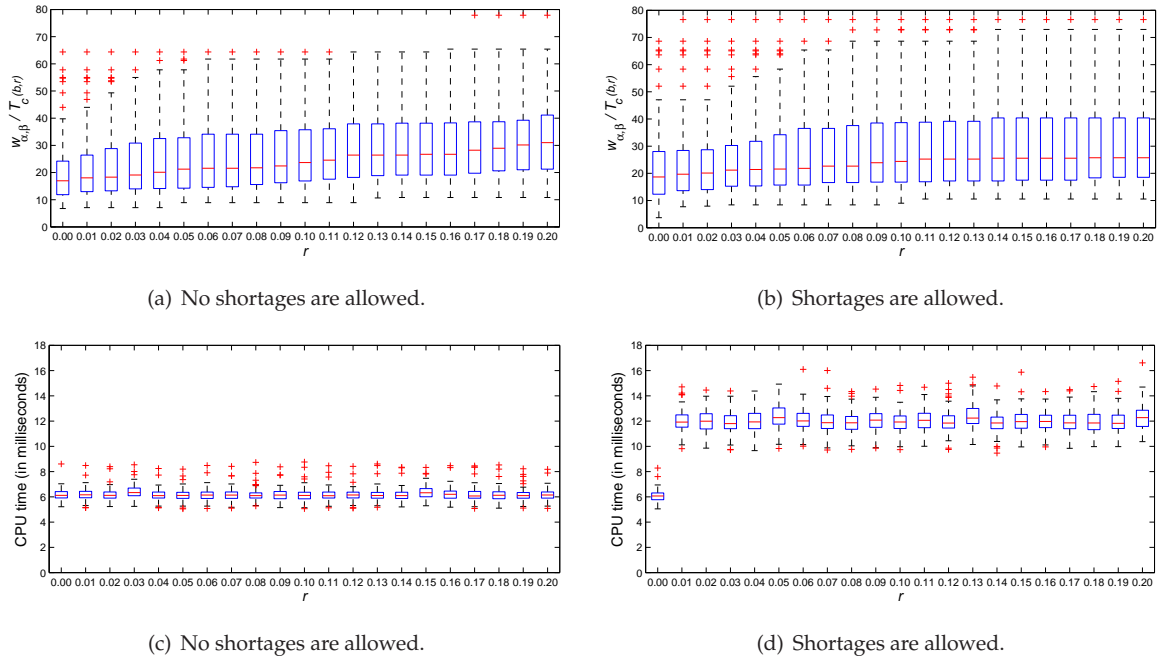 80
70
60
50
40
30
20
10
0
w_{α,β} / T_c (b,r)
0.00 0.01 0.02 0.03 0.04 0.05 0.06 0.07 0.08 0.09 0.10 0.11 0.12 0.13 0.14 0.15 0.16 0.17 0.18 0.19 0.20
r
(a) No shortages are allowed.
80
70
60
50
40
30
20
10
0
w_{α,β} / T_c (b,r)
0.00 0.01 0.02 0.03 0.04 0.05 0.06 0.07 0.08 0.09 0.10 0.11 0.12 0.13 0.14 0.15 0.16 0.17 0.18 0.19 0.20
r
(b) Shortages are allowed.
18
16
14
12
10
8
6
4
2
0
CPU time (in milliseconds)
0.00 0.01 0.02 0.03 0.04 0.05 0.06 0.07 0.08 0.09 0.10 0.11 0.12 0.13 0.14 0.15 0.16 0.17 0.18 0.19 0.20
r
(c) No shortages are allowed.
18
16
14
12
10
8
6
4
2
0
CPU time (in milliseconds)
0.00 0.01 0.02 0.03 0.04 0.05 0.06 0.07 0.08 0.09 0.10 0.11 0.12 0.13 0.14 0.15 0.16 0.17 0.18 0.19 0.20
r
(d) Shortages are allowed.